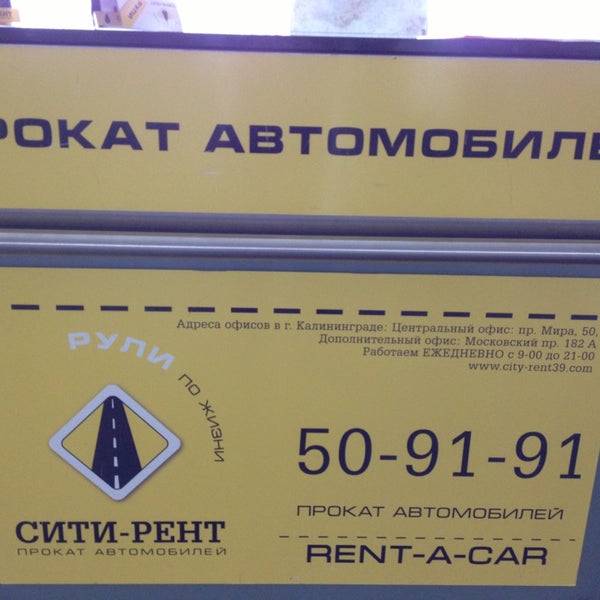 РОКАТ АВТОМОБИЛЕ
Адреса офисов в г. Калининграде: Центральный офис: пр. Мира, 50,
Дополнительный офис: Московский пр. 182 А
Работаем ЕЖЕДНЕВНО с 9-00 до 21-00
www.city-rent39.com
РУЛИ ПО ЖИЗНИ
50-91-91
ПРОКАТ АВТОМОБИЛЕЙ
СИТИ-РЕНТ
ПРОКАТ АВТОМОБИЛЕЙ
RENT-A-CAR